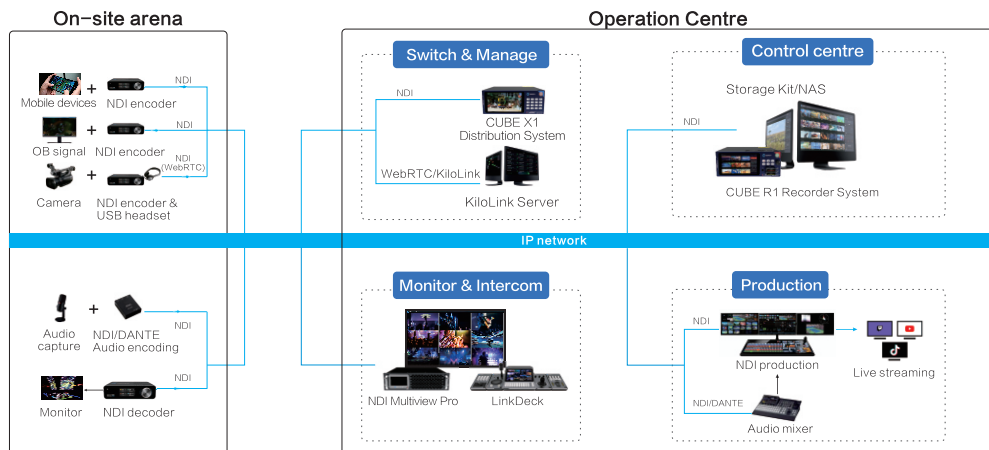 On-site arena
NDI
Mobile devices
+
NDI encoder
NDI
OB signal
+
NDI encoder
NDI
(WebRTC)
Camera
+
NDI encoder &
USB headset
Operation Centre
Switch & Manage
NDI
CUBE X1
Distribution System
WebRTC/KiloLink
KiloLink Server
Control centre
Storage Kit/NAS
NDI
CUBE R1 Recorder System
IP network
+
NDI
Audio
capture
NDI/DANTE
Audio encoding
NDI
Monitor
NDI decoder
Monitor & Intercom
NDI Multiview Pro
LinkDeck
Production
NDI
NDI production
Live streaming
NDI/DANTE
Audio mixer